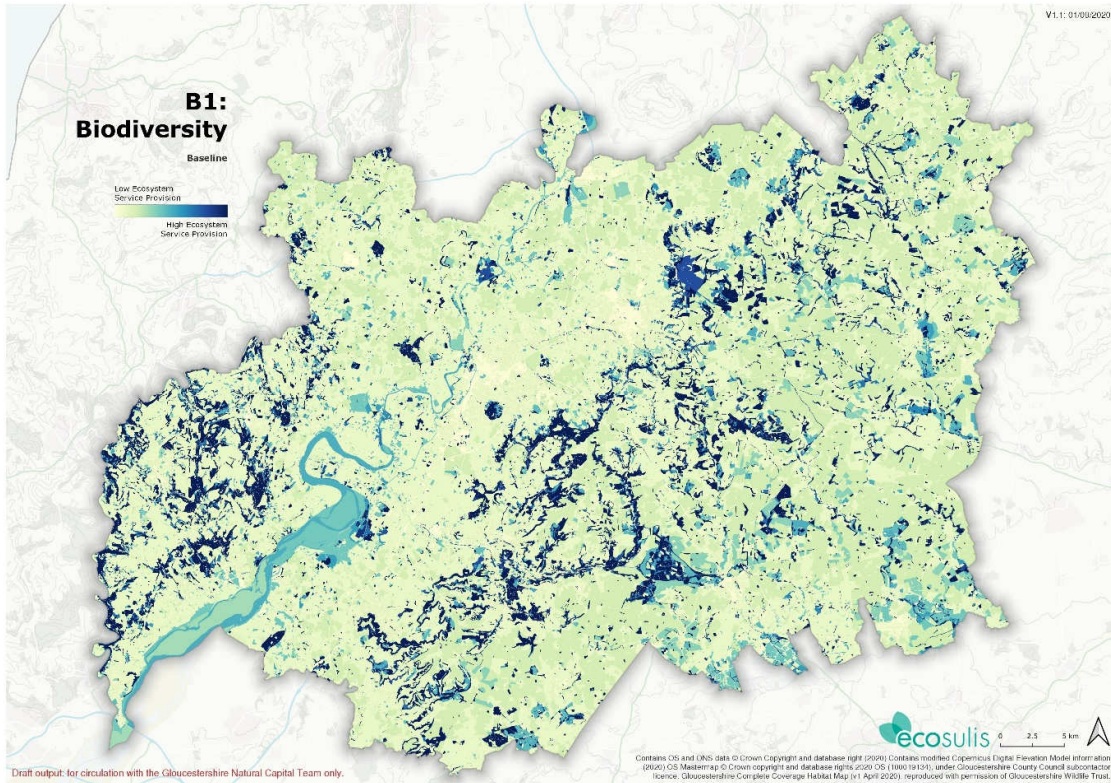 V1.1: 01/09/2020
B1:
Biodiversity
Baseline
Low Ecosystem
Service Provision
High Ecosystem
Service Provision
ecosulis
0 2.5 5 km
Draft output: for circulation with the Gloucestershire Natural Capital Team only.
Contains OS and ONS data © Crown Copyright and database right (2020) Contains modified Copernicus Digital Elevation Model information
(2020) OS Mastermap © Crown copyright and database rights 2020 OS (100019134), under Gloucestershire County Council subcontactor
licence. Gloucestershire Complete Coverage Habitat Map (v1 April 2020), reproduced with permission of Gloucestershire Wildlife Trust